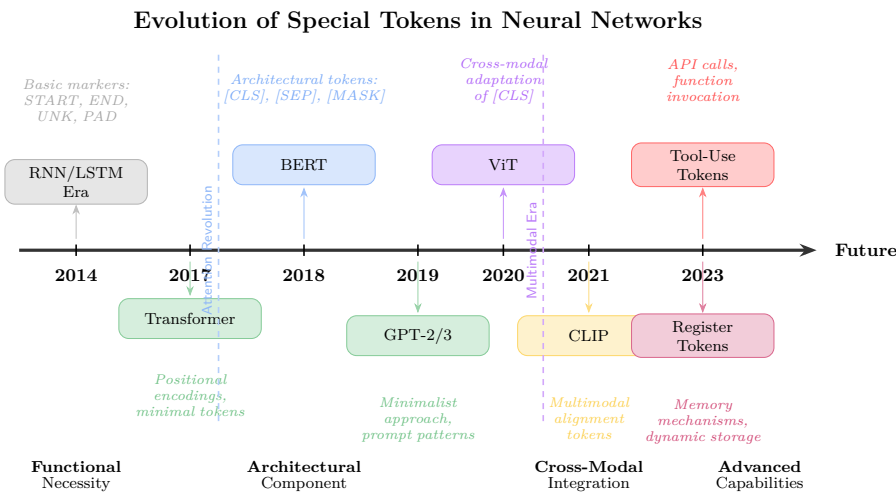 Evolution of Special Tokens in Neural Networks
Basic markers:
START, END,
UNK, PAD
Architectural tokens:
[CLS], [SEP], [MASK]
Cross-modal
adaptation
of [CLS]
API calls,
function
invocation
RNN/LSTM
Era
BERT
ViT
Tool-Use
Tokens
Attention Revolution
Multimodal Era
Future
2014
2017
2018
2019
2020
2021
2023
Transformer
GPT-2/3
CLIP
Register
Tokens
Positional
encodings,
minimal tokens
Minimalist
approach,
prompt patterns
Multimodal
alignment
tokens
Memory
mechanisms,
dynamic storage
Functional
Necessity
Architectural
Component
Cross-Modal
Integration
Advanced
Capabilities